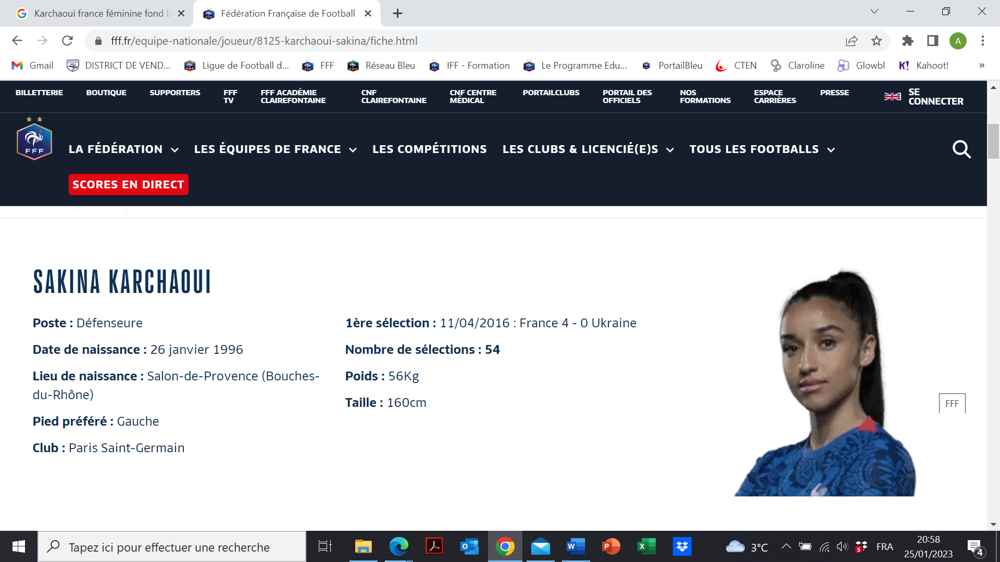 Karchaoui france féminine fond b
Fédération Française de Football
fff.fr/equipe-nationale/joueur/8125-karchaoui-sakina/fiche.html
A
Gmail
DISTRICT DE VEND...
Ligue de Football d...
FFF
Réseau Bleu
IFF - Formation
Le Programme Edu...
PortailBleu
CTEN
Claroline
Glowbl
K!
Kahoot!
»
BILLETTERIE
BOUTIQUE
SUPPORTERS
FFF
TV
FFF ACADÉMIE
CLAIREFONTAINE
CNF
CLAIREFONTAINE
CNF CENTRE
MÉDICAL
PORTAILCLUBS
PORTAIL DES
OFFICIELS
NOS
FORMATIONS
ESPACE
CARRIÈRES
PRESSE
SE
CONNECTER
FFF
LA FÉDÉRATION
LES ÉQUIPES DE FRANCE
LES COMPÉTITIONS
LES CLUBS & LICENCIÉ(E)S
TOUS LES FOOTBALLS
SCORES EN DIRECT
SAKINA KARCHAOUI
Poste : Défenseure
Date de naissance : 26 janvier 1996
Lieu de naissance : Salon-de-Provence (Bouches-
du-Rhône)
Pied préféré : Gauche
Club : Paris Saint-Germain
1ère sélection : 11/04/2016 : France 4 - 0 Ukraine
Nombre de sélections : 54
Poids : 56Kg
Taille : 160cm
FFF
Tapez ici pour effectuer une recherche
3°C
5
FRA
20:58
25/01/2023
4